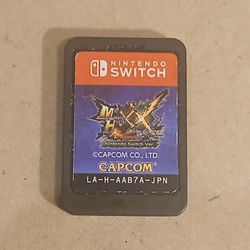 NINTENDO
SWITCH
MHXX
Nintendo Switch Ver.
©CAPCOM CO., LTD.
CAPCOM
LA-H-AAB7A-JPN